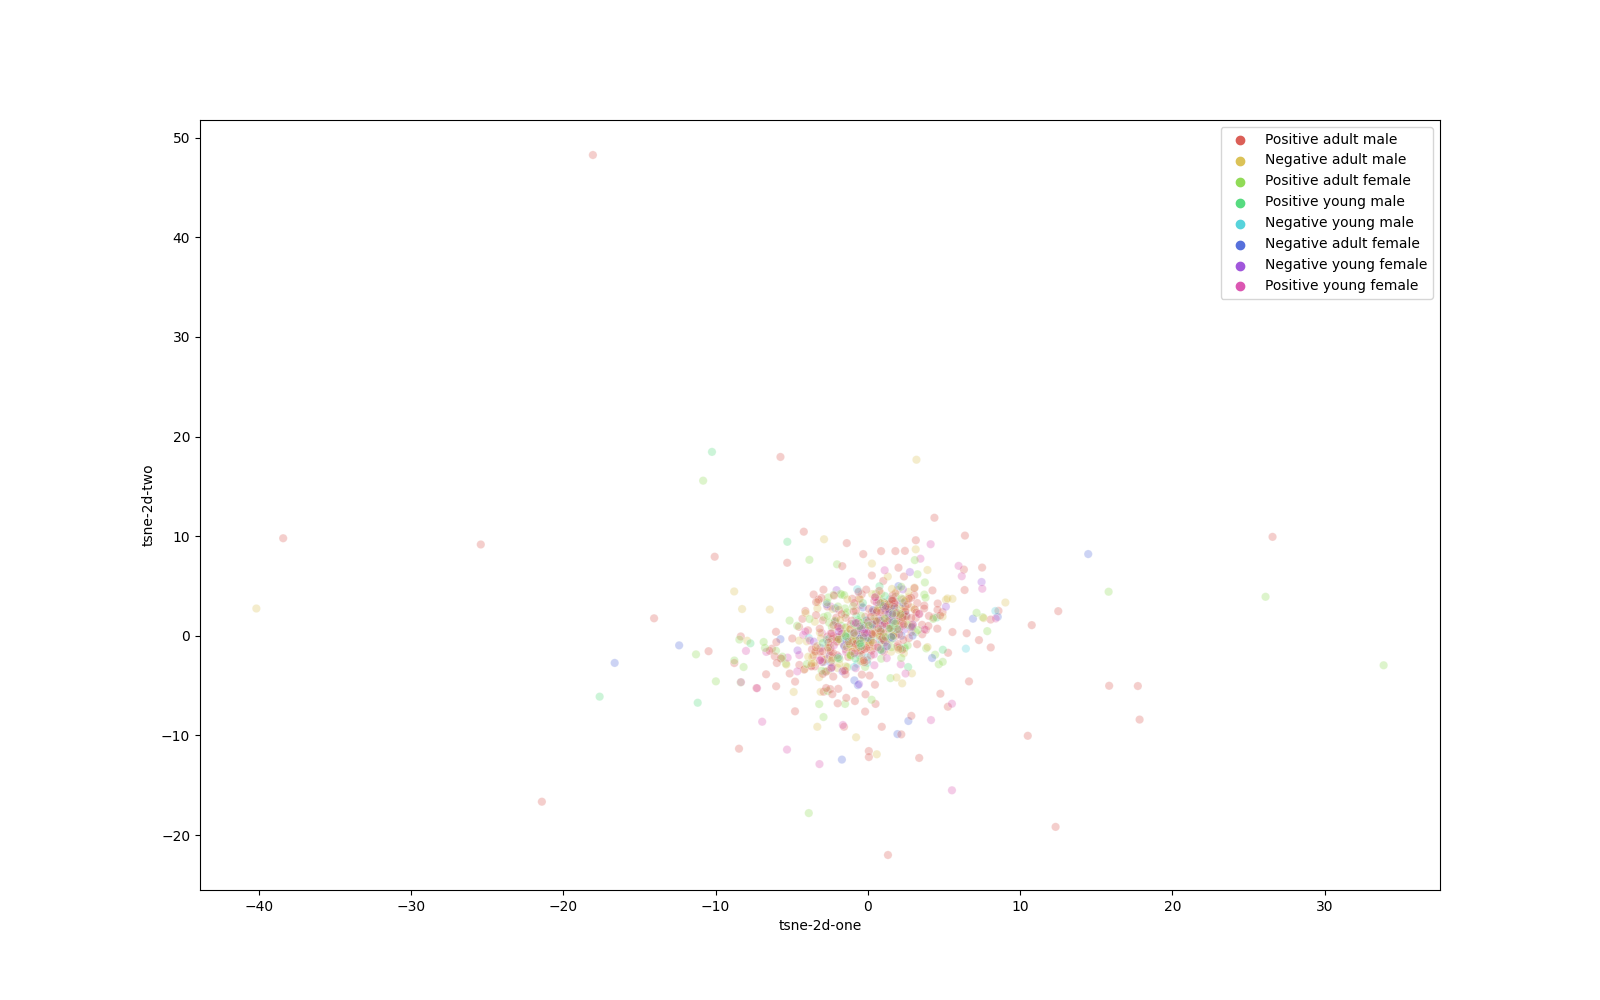 Positive adult male
Negative adult male
Positive adult female
Positive young male
Negative young male
Negative adult female
Negative young female
Positive young female
50
40
30
20
10
0
−10
−20
tsne-2d-two
−40 −30 −20 −10 0 10 20 30
tsne-2d-one